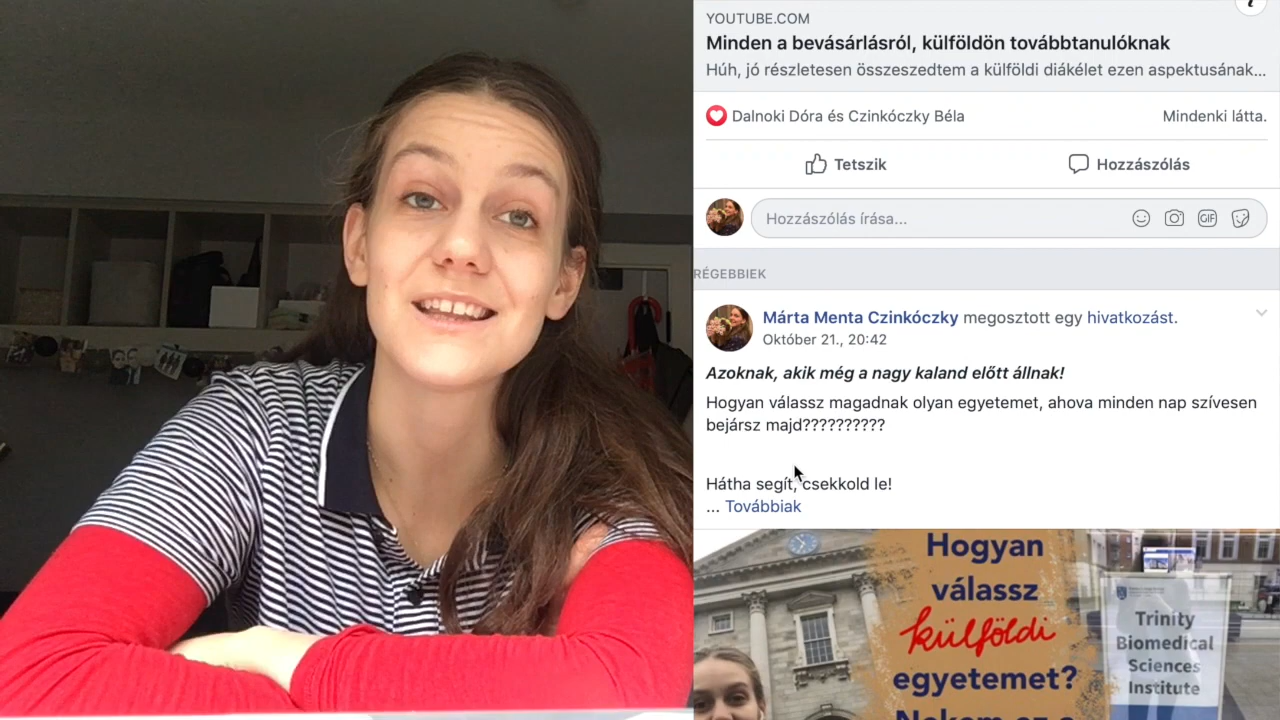 YOUTUBE.COM
Minden a bevásárlásról, külföldön továbbtanulóknak
Húh, jó részletesen összeszedtem a külföldi diákélet ezen aspektusának...
Dalnoki Dóra és Czinkóczky Béla
Mindenki látta.
Tetszik
Hozzászólás
Hozzászólás írása...
GIF
RÉGEBBIEK
Márta Menta Czinkóczky megosztott egy hivatkozást.
Október 21., 20:42
Azoknak, akik még a nagy kaland előtt állnak!
Hogyan válassz magadnak olyan egyetemet, ahova minden nap szívesen
bejársz majd??????????
Hátha segít, csekkold le!
... Továbbiak
Hogyan
válassz
külföldi
egyetemet?
Nekem ez a
Trinity
Biomedical
Sciences
Institute